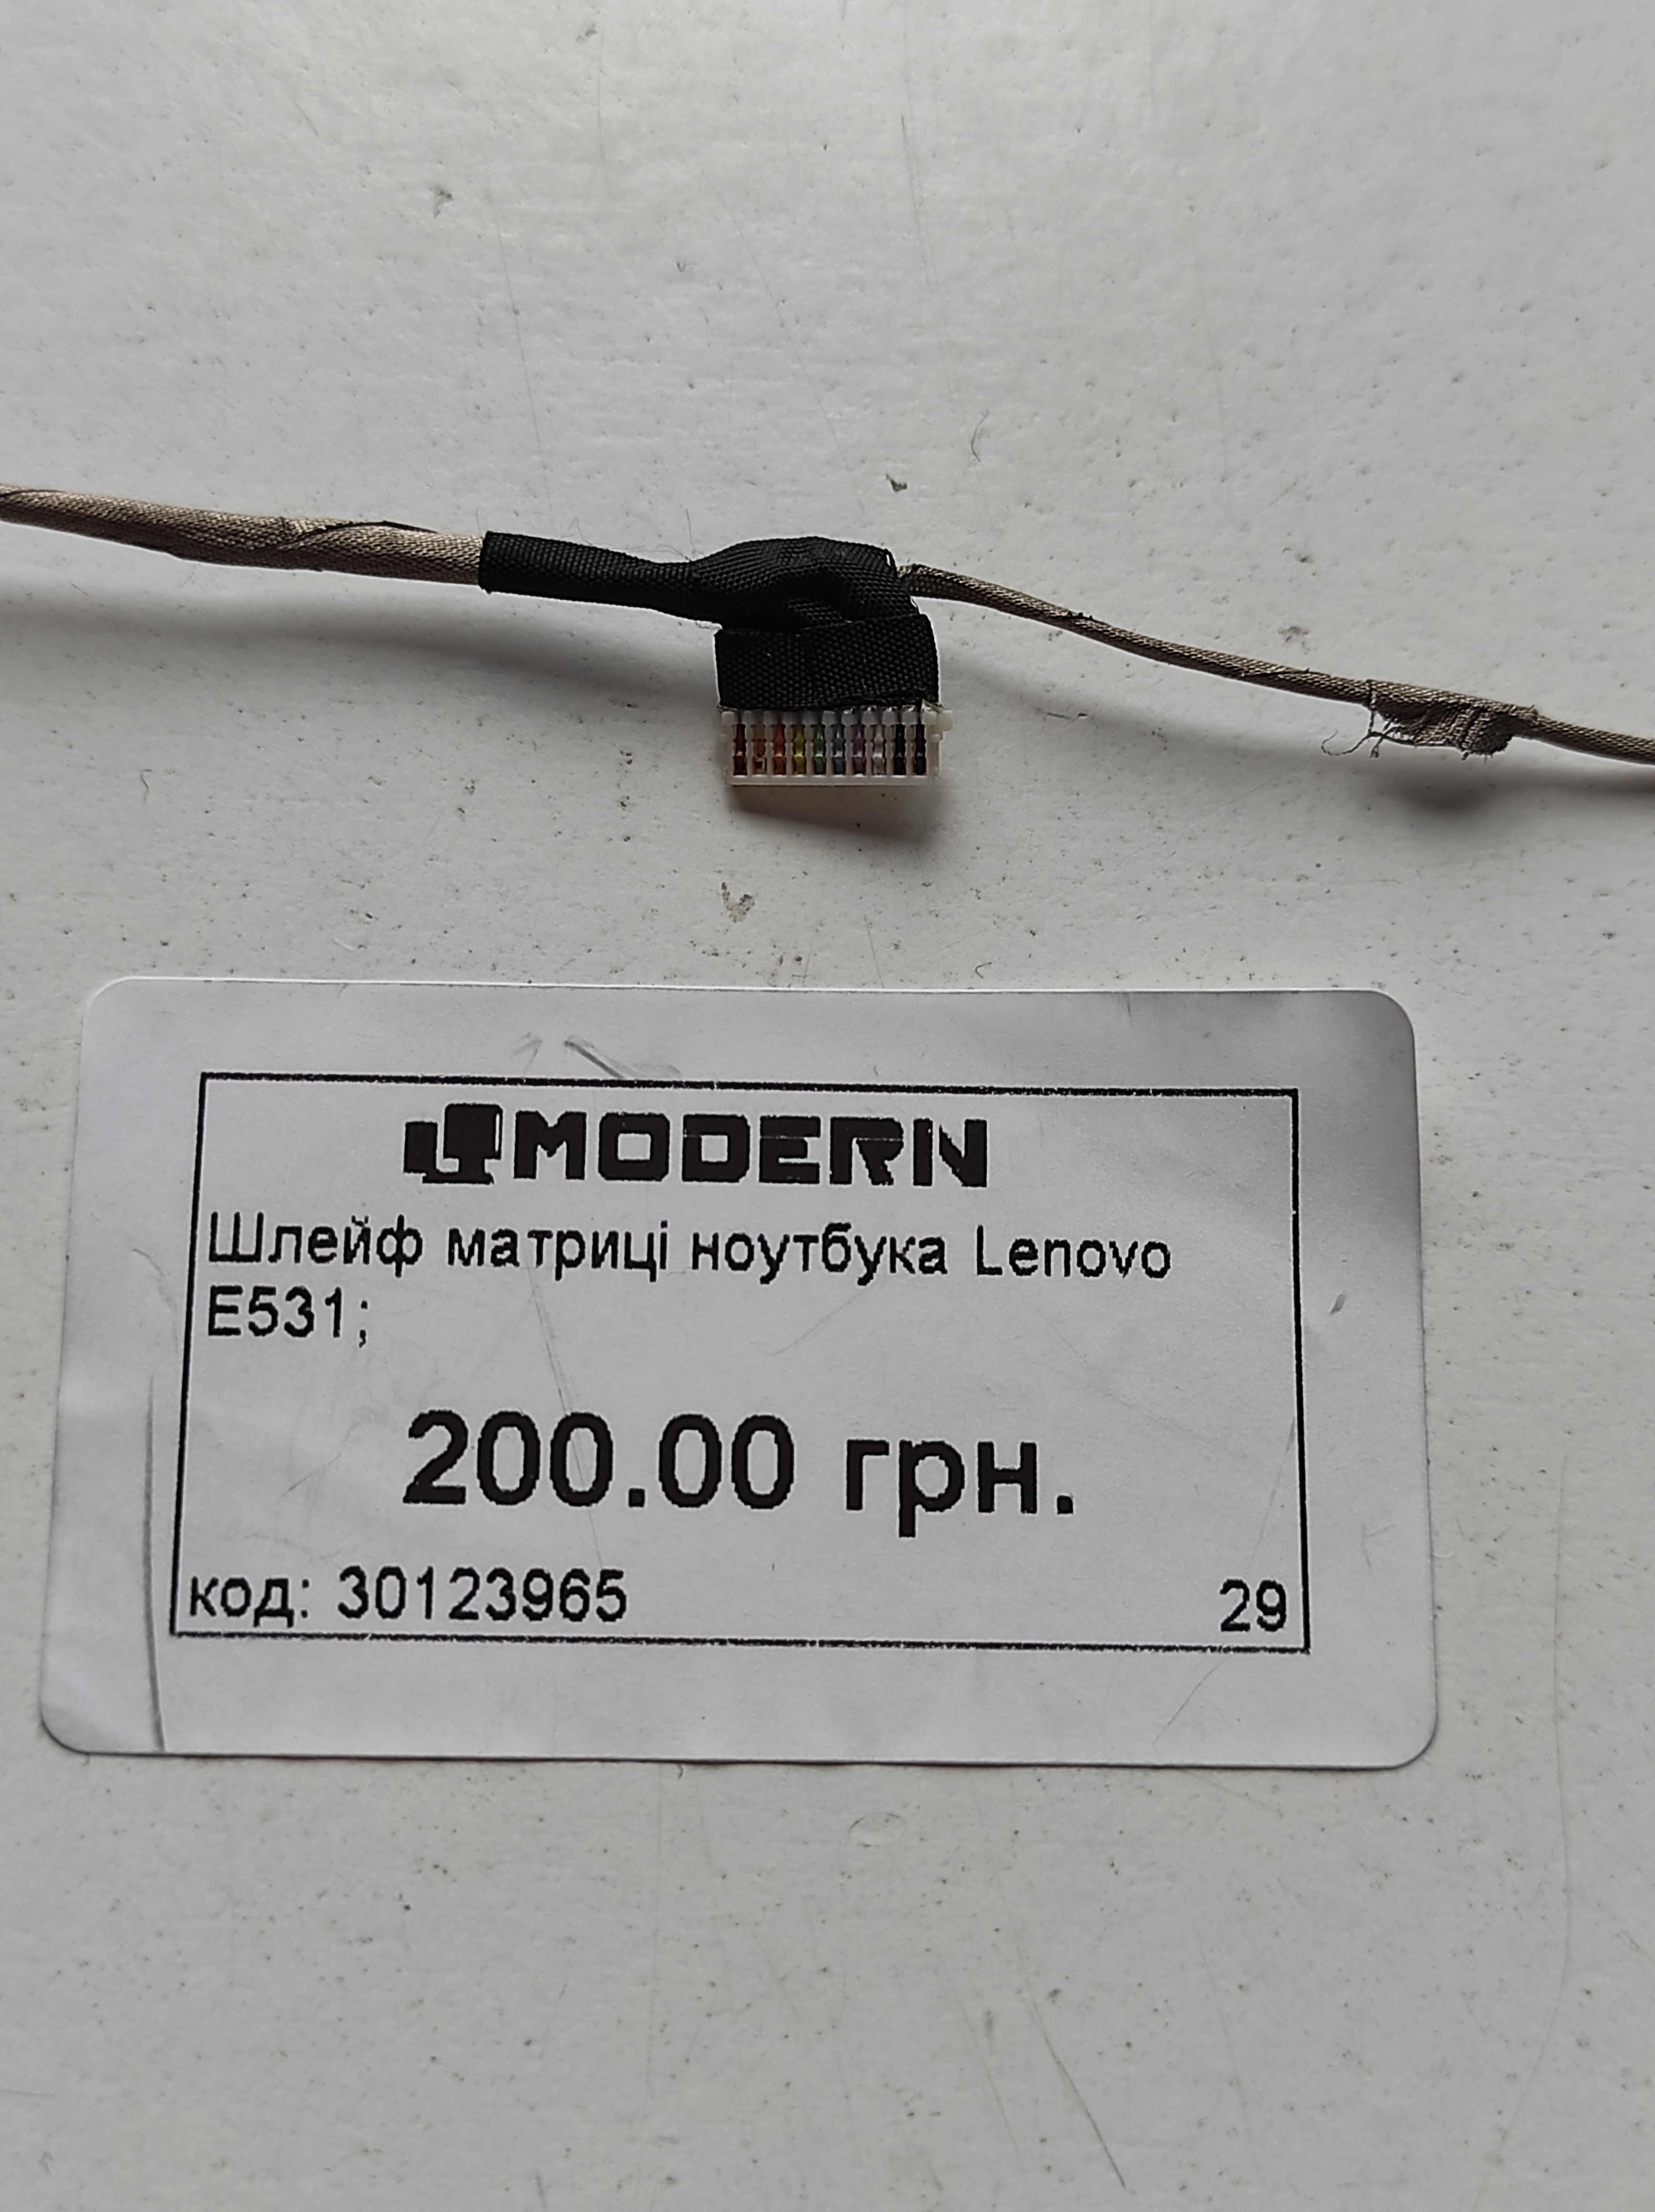 MODERN
Шлейф матриці ноутбука Lenovo
E531;
200.00 грн.
код: 30123965 29